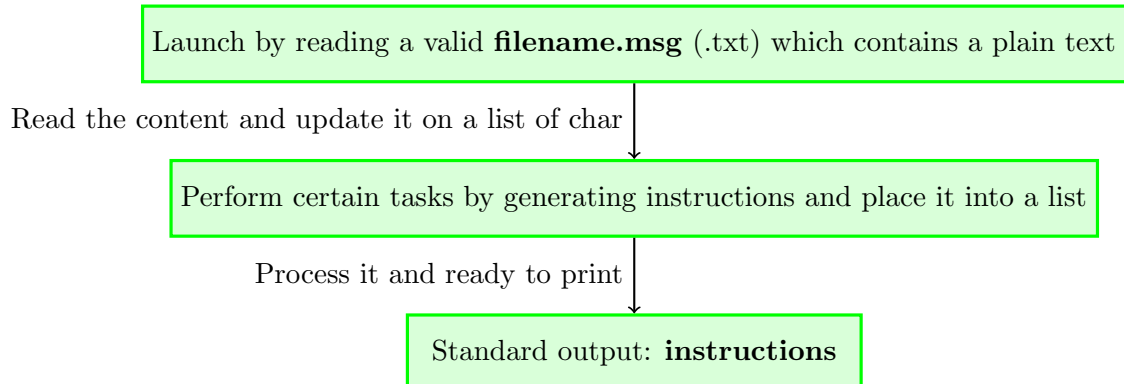 Launch by reading a valid filename.msg (.txt) which contains a plain text
Read the content and update it on a list of char
Perform certain tasks by generating instructions and place it into a list
Process it and ready to print
Standard output: instructions